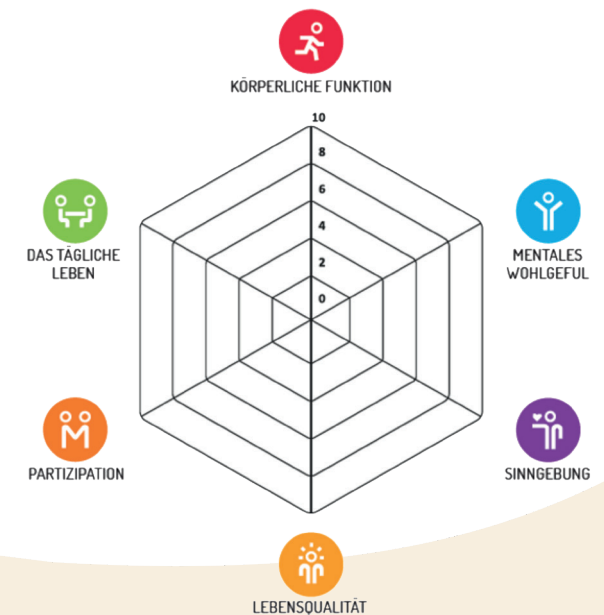 KÖRPERLICHE FUNKTION
10
8
6
4
2
0
DAS TÄGLICHE
LEBEN
MENTALES
WOHLGEFUL
PARTIZIPATION
SINNGEBUNG
LEBENSQUALITÄT